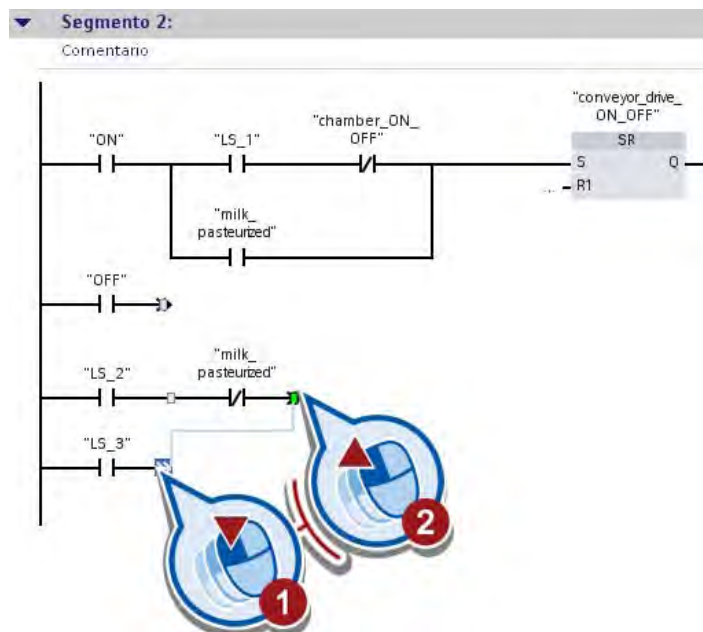 Segmento 2:
Comentario
"conveyor_drive_
ON_OFF"
"chamber_ON_
OFF"
"ON"
"LS_1"
SR
S
Q
R1
"milk_
pasteurized"
"OFF"
"milk_
pasteurized"
"LS_2"
"LS_3"
2
1